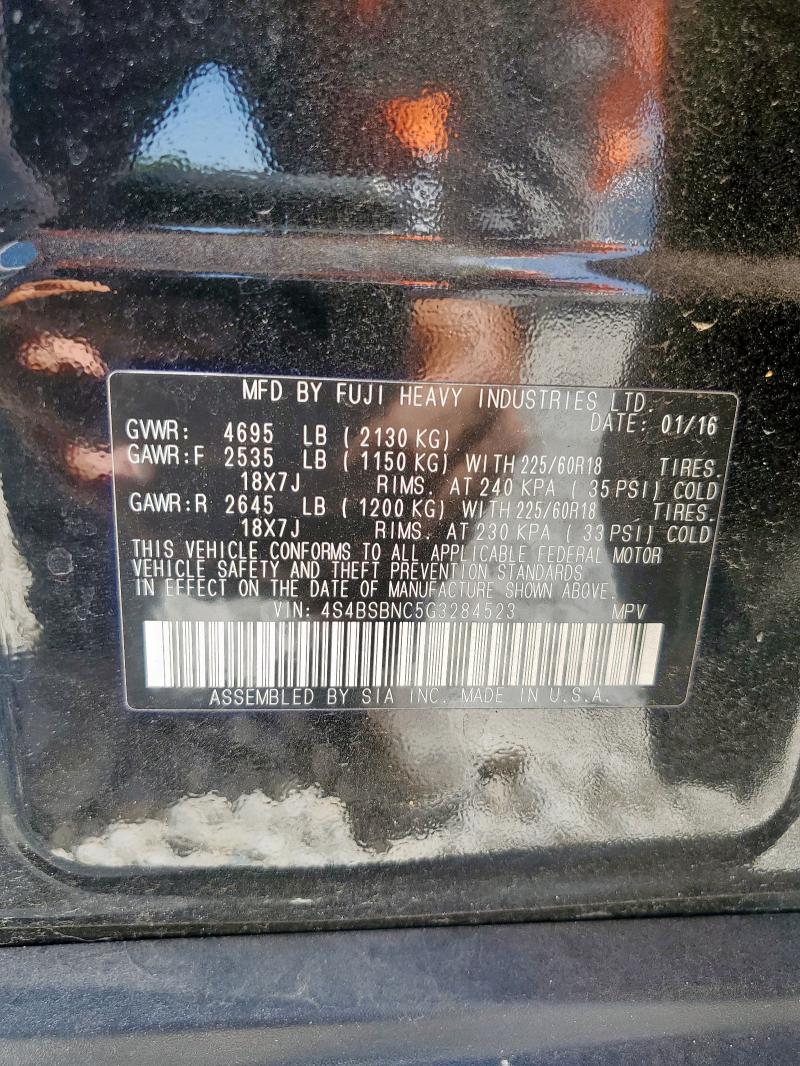 MFD BY FUJI HEAVY INDUSTRIES LTD.
DATE: 01/16
GVWR: 4695 LB ( 2130 KG)
GAWR:F 2535 LB ( 1150 KG) WITH 225/60R18 TIRES.
18X7J RIMS. AT 240 KPA ( 35 PSI) COLD
GAWR:R 2645 LB ( 1200 KG) WITH 225/60R18 TIRES.
18X7J RIMS. AT 230 KPA ( 33 PSI) COLD
THIS VEHICLE CONFORMS TO ALL APPLICABLE FEDERAL MOTOR
VEHICLE SAFETY AND THEFT PREVENTION STANDARDS
IN EFFECT ON THE DATE OF MANUFACTURE SHOWN ABOVE.
VIN: 4S4BSBNC5G3284523 MPV
ASSEMBLED BY SIA INC. MADE IN U.S.A.